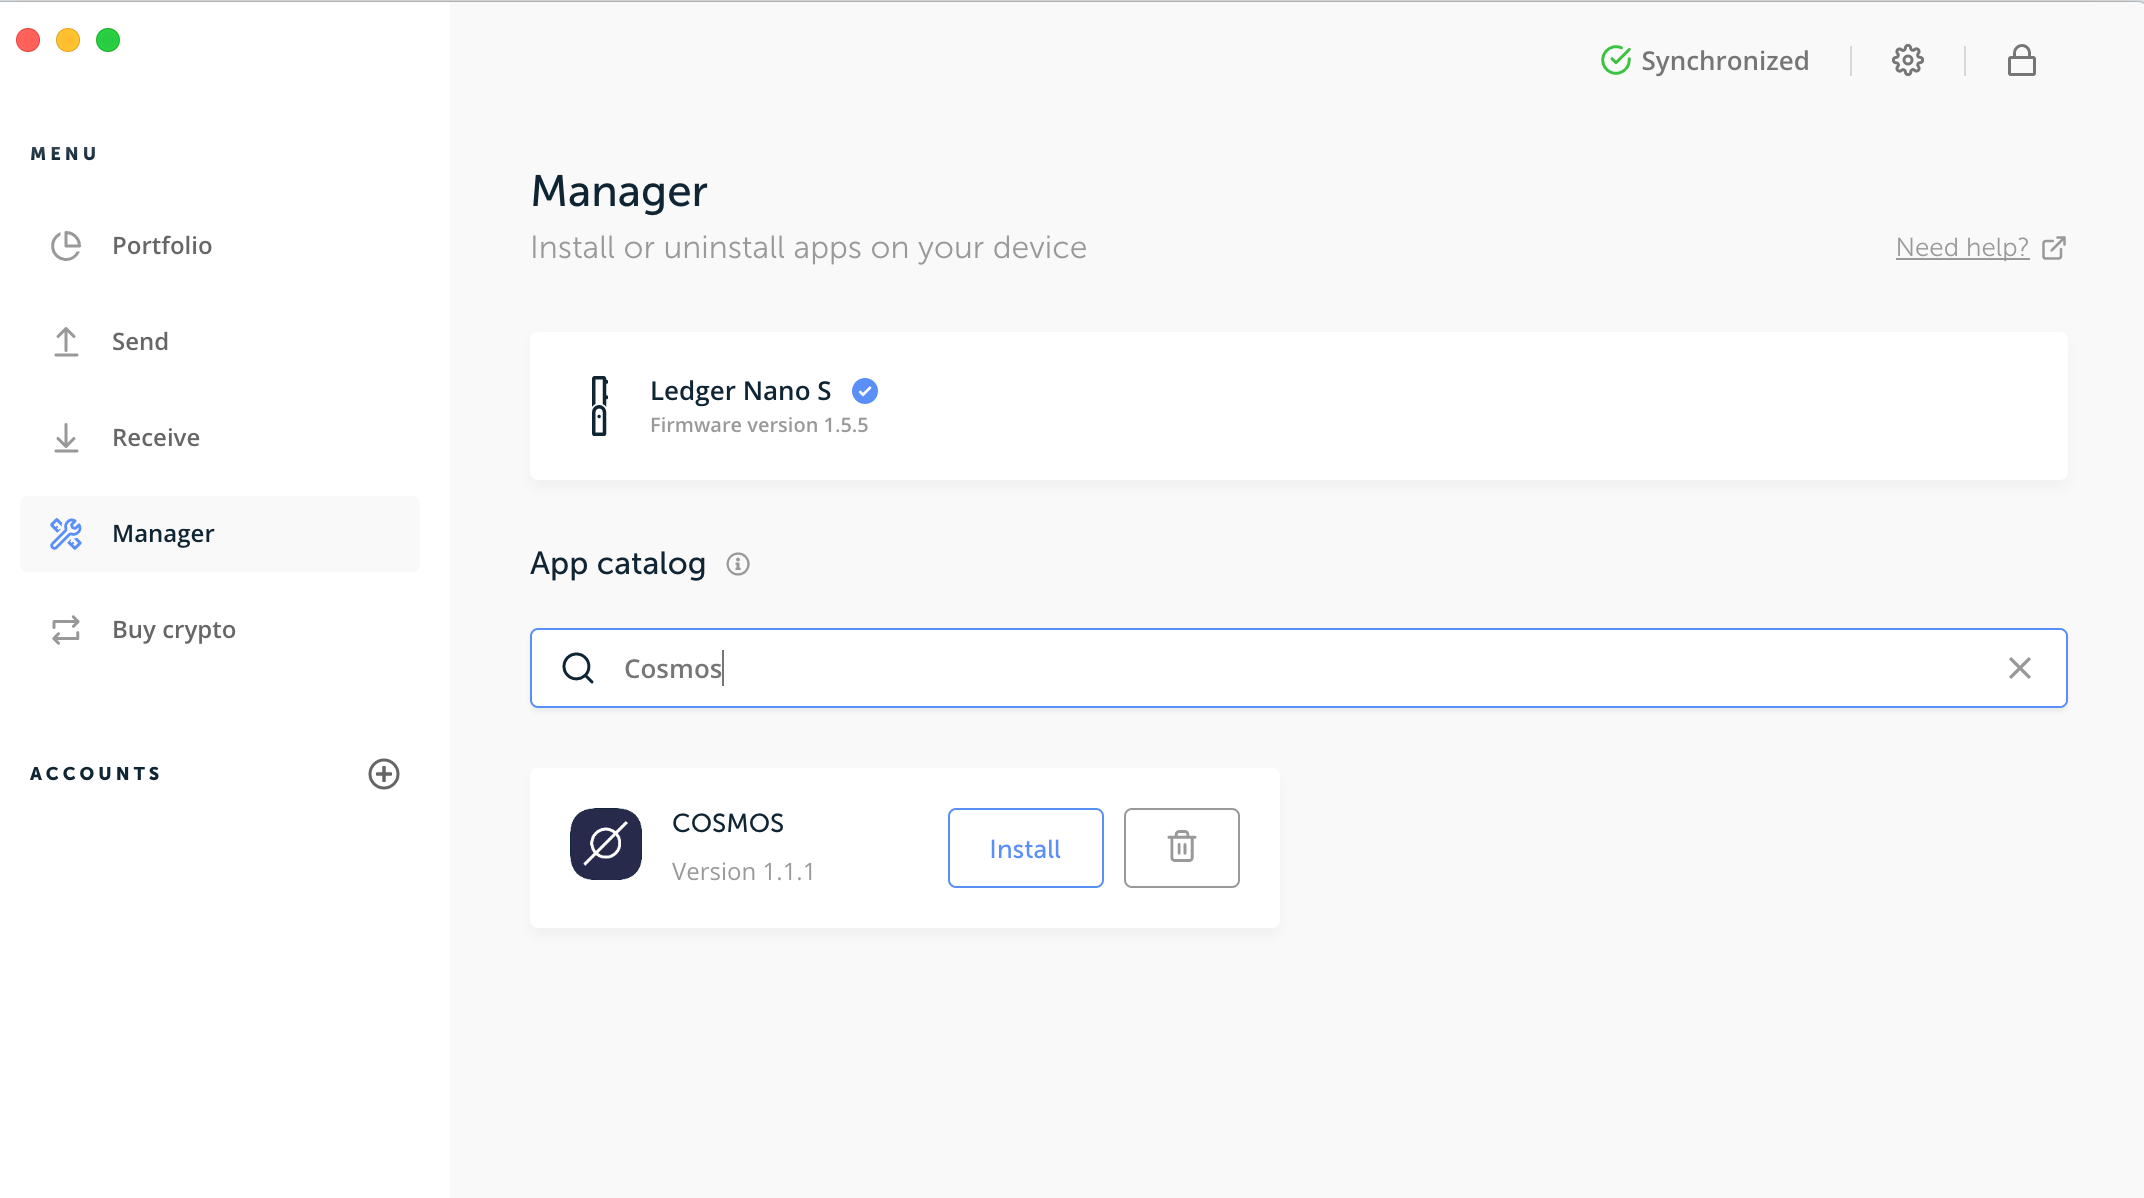 Synchronized
MENU
Portfolio
Send
Receive
Manager
Buy crypto
ACCOUNTS
Manager
Install or uninstall apps on your device
Need help?
Ledger Nano S
Firmware version 1.5.5
App catalog
Cosmos
COSMOS
Version 1.1.1
Install